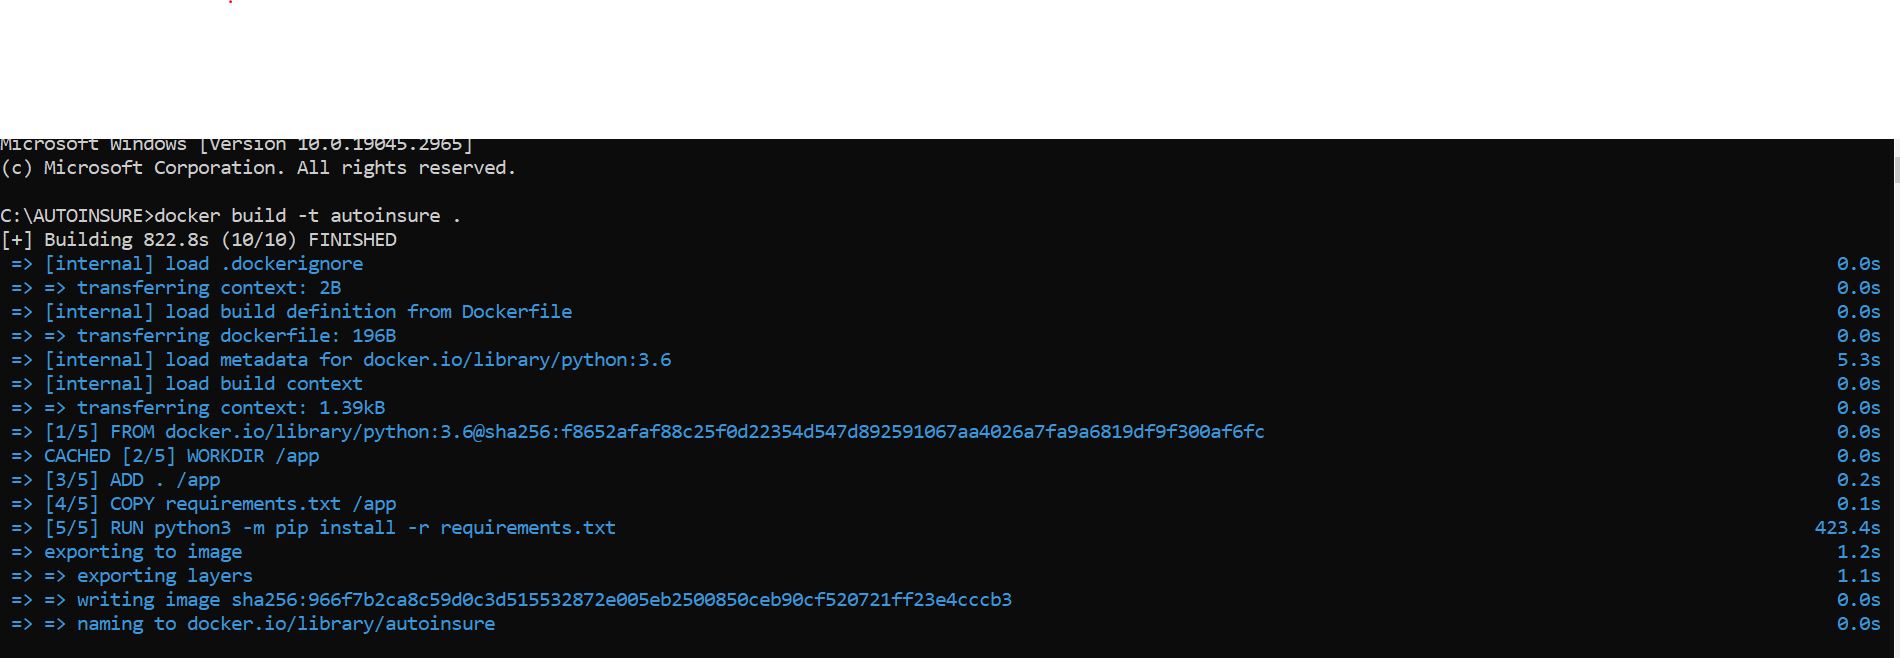 Microsoft Windows [Version 10.0.19045.2965]
(c) Microsoft Corporation. All rights reserved.
C:\AUTOINSURE>docker build -t autoinsure .
[+] Building 822.8s (10/10) FINISHED
=> [internal] load .dockerignore 0.0s
=> => transferring context: 2B 0.0s
=> [internal] load build definition from Dockerfile 0.0s
=> => transferring dockerfile: 196B 0.0s
=> [internal] load metadata for docker.io/library/python:3.6 5.3s
=> [internal] load build context 0.0s
=> => transferring context: 1.39kB 0.0s
=> [1/5] FROM docker.io/library/python:3.6@sha256:f8652afaf88c25f0d22354d547d892591067aa4026a7fa9a6819df9f300af6fc 0.0s
=> CACHED [2/5] WORKDIR /app 0.0s
=> [3/5] ADD . /app 0.2s
=> [4/5] COPY requirements.txt /app 0.1s
=> [5/5] RUN python3 -m pip install -r requirements.txt 423.4s
=> exporting to image 1.2s
=> => exporting layers 1.1s
=> => writing image sha256:966f7b2ca8c59d0c3d515532872e005eb2500850ceb90cf520721ff23e4cccb3 0.0s
=> => naming to docker.io/library/autoinsure 0.0s